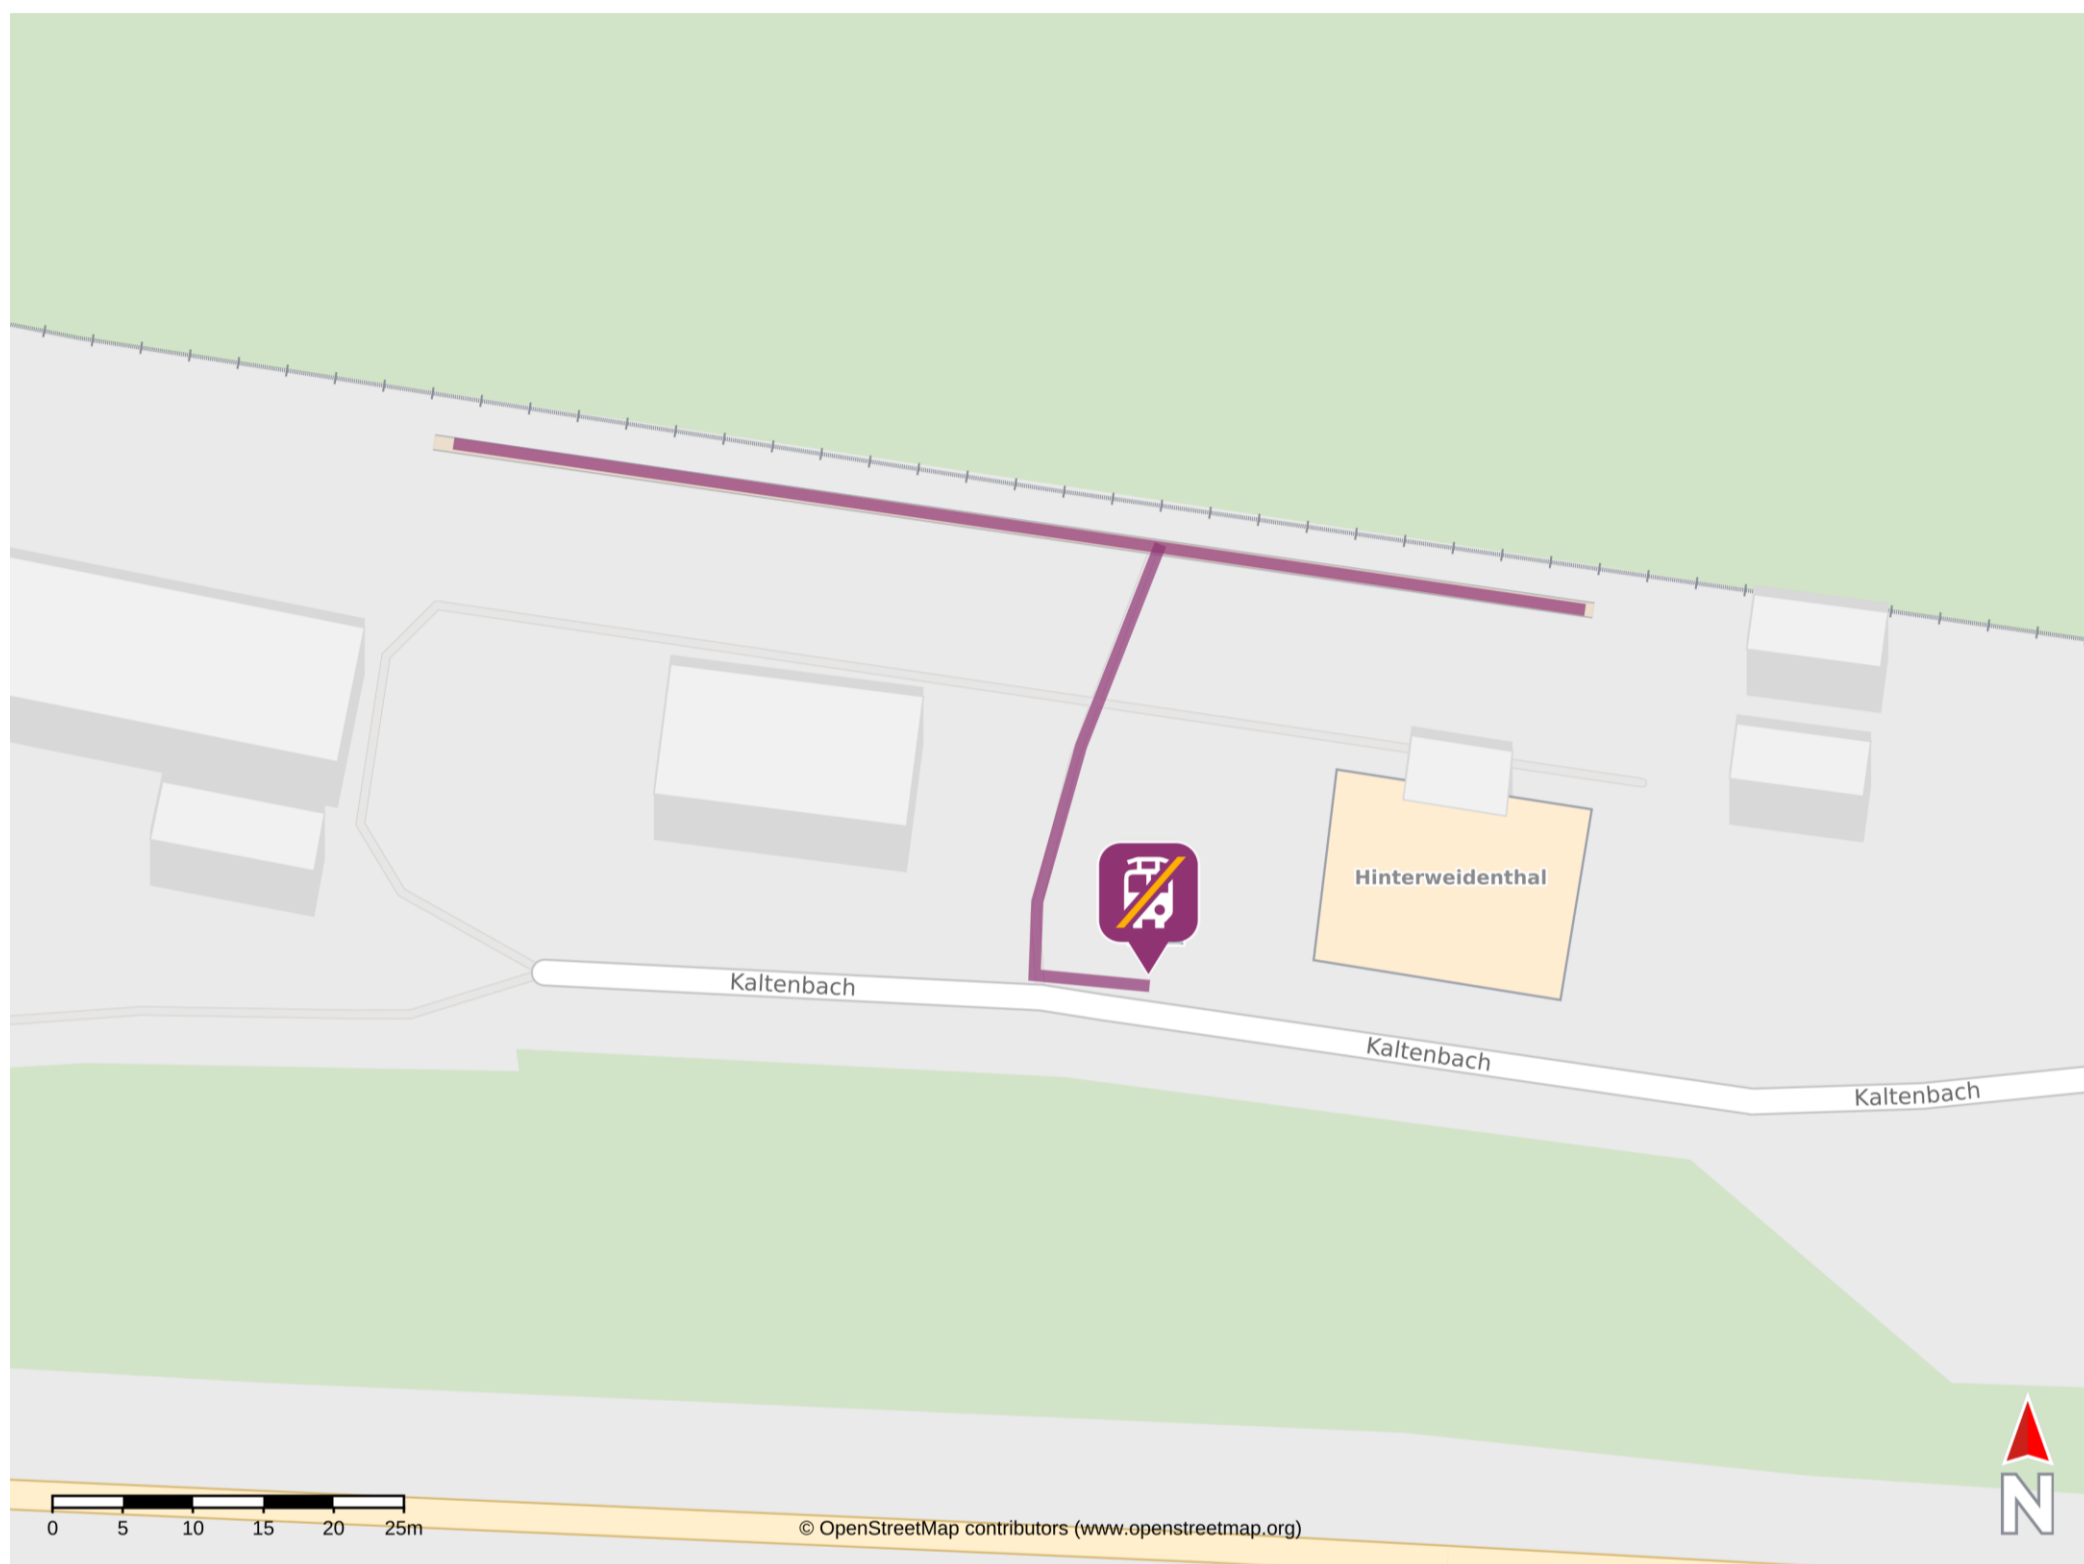 Hinterweidenthal
Kaltenbach
Kaltenbach
Kaltenbach
0 5 10 15 20 25m
© OpenStreetMap contributors (www.openstreetmap.org)
N